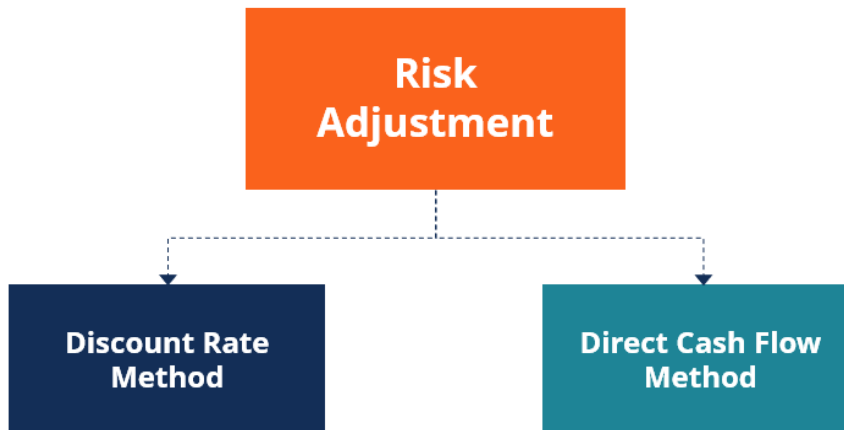 Risk
Adjustment
Discount Rate
Method
Direct Cash Flow
Method